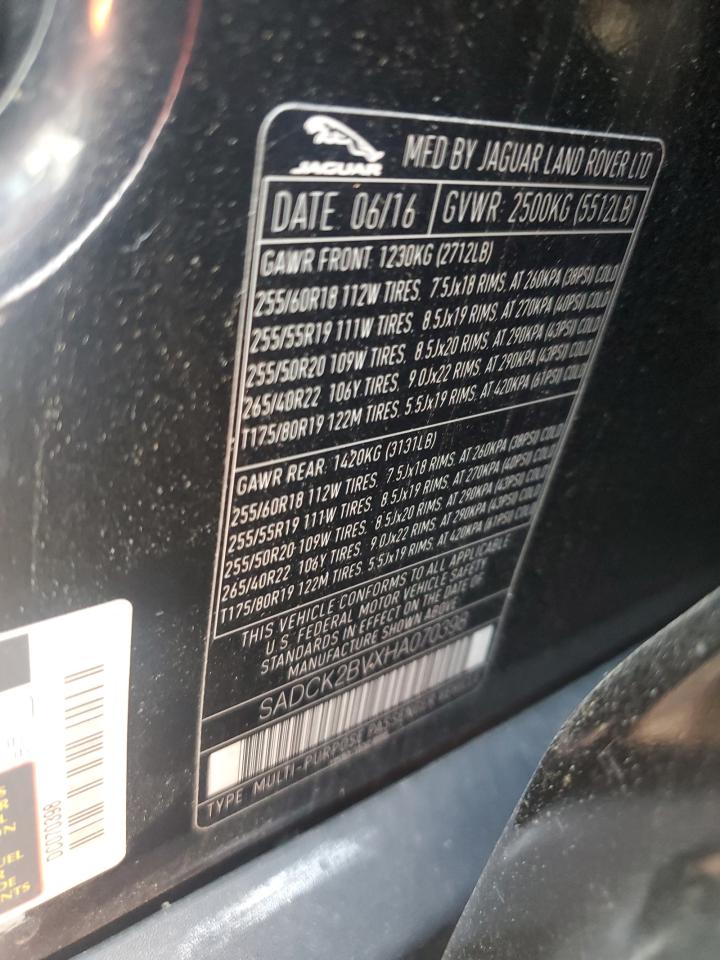 JAGUAR
MFD BY JAGUAR LAND ROVER LTD
DATE: 06/16 GVWR: 2500KG (5512LB)
GAWR FRONT: 1230KG (2712LB)
255/60R18 112W TIRES, 7.5Jx18 RIMS, AT 260KPA (38PSI) COLD
255/55R19 111W TIRES, 8.5Jx19 RIMS, AT 270KPA (40PSI) COLD
255/50R20 109W TIRES, 8.5Jx20 RIMS, AT 290KPA (43PSI) COLD
265/40R22 106Y TIRES, 9.0Jx22 RIMS, AT 290KPA (43PSI) COLD
T175/80R19 122M TIRES, 5.5Jx19 RIMS, AT 420KPA (61PSI) COLD
GAWR REAR: 1420KG (3131LB)
255/60R18 112W TIRES, 7.5Jx18 RIMS, AT 260KPA (38PSI) COLD
255/55R19 111W TIRES, 8.5Jx19 RIMS, AT 270KPA (40PSI) COLD
255/50R20 109W TIRES, 8.5Jx20 RIMS, AT 290KPA (43PSI) COLD
265/40R22 106Y TIRES, 9.0Jx22 RIMS, AT 290KPA (43PSI) COLD
T175/80R19 122M TIRES, 5.5Jx19 RIMS, AT 420KPA (61PSI) COLD
THIS VEHICLE CONFORMS TO ALL APPLICABLE
U.S. FEDERAL MOTOR VEHICLE SAFETY
STANDARDS IN EFFECT ON THE DATE OF
MANUFACTURE SHOWN ABOVE.
SADCK2BVXHA070398
TYPE: MULTI-PURPOSE PASSENGER VEHICLE
0C070398